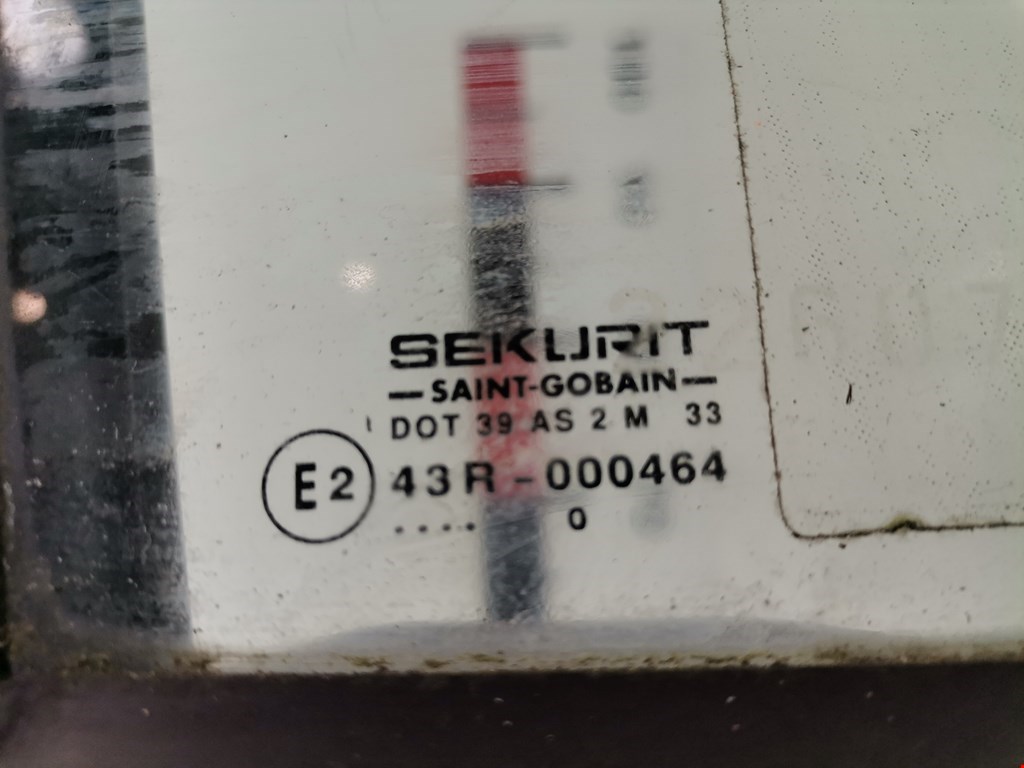 SEKURIT
—SAINT-GOBAIN—
DOT 39 AS 2 M 33
E2 43R-000464
.... 0